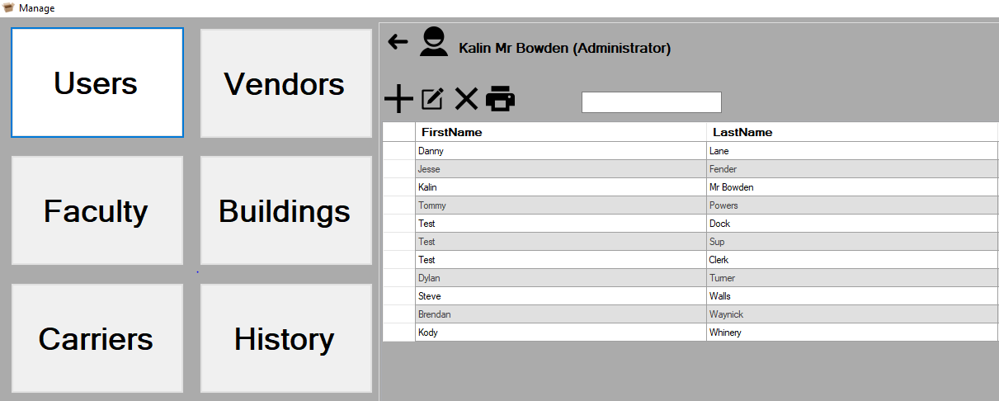 Manage
Users
Vendors
Faculty
Buildings
Carriers
History
Kalin Mr Bowden (Administrator)
FirstName LastName
Danny Lane
Jesse Fender
Kalin Mr Bowden
Tommy Powers
Test Dock
Test Sup
Test Clerk
Dylan Turner
Steve Walls
Brendan Waynick
Kody Whinery